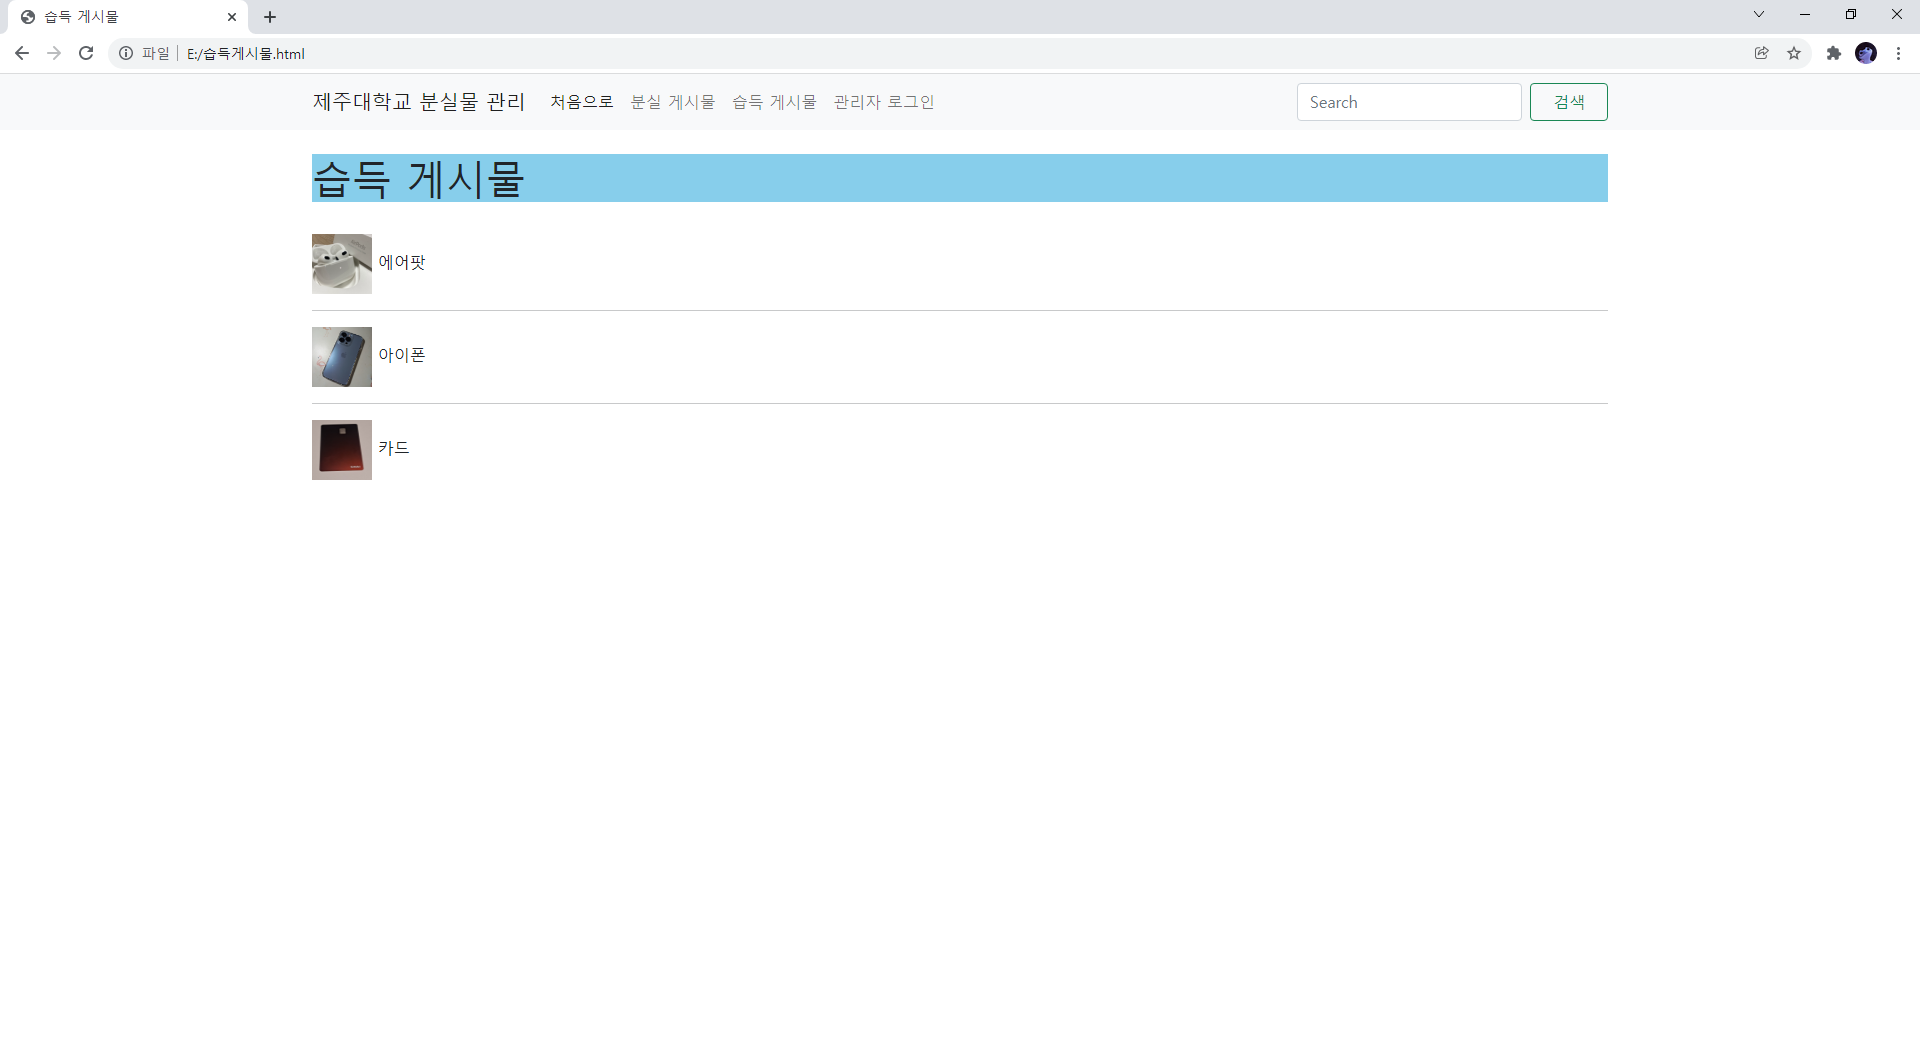 습득 게시물
파일 E:/습득게시물.html
제주대학교 분실물 관리 처음으로 분실 게시물 습득 게시물 관리자 로그인 Search 검색
습득 게시물
에어팟
아이폰
카드